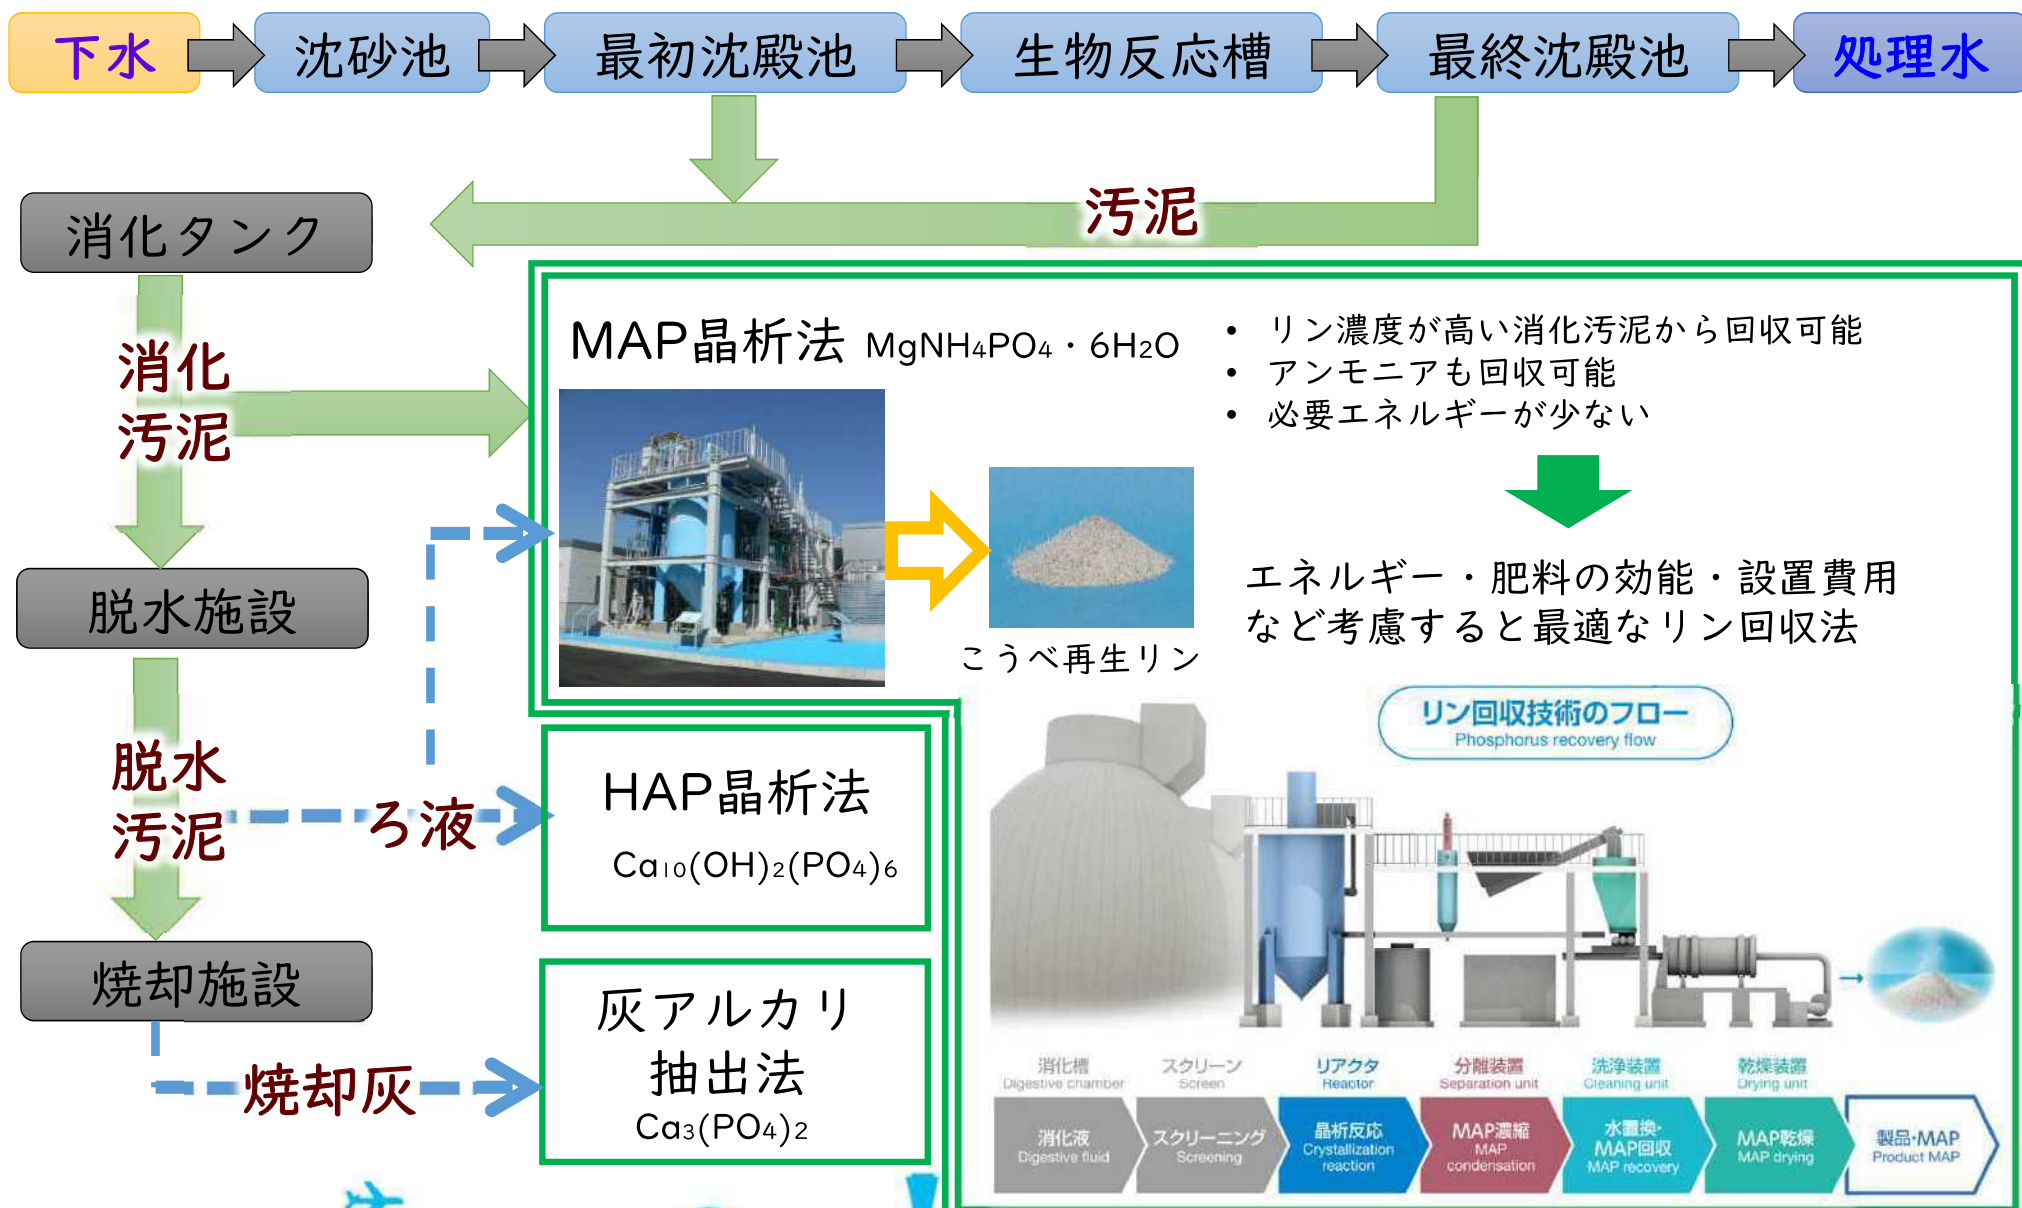 下水
沈砂池
最初沈殿池
生物反応槽
最終沈殿池
処理水
汚泥
消化タンク
消化
汚泥
脱水施設
脱水
汚泥
ろ液
焼却施設
焼却灰
MAP晶析法 MgNH4PO4・6H2O
• リン濃度が高い消化汚泥から回収可能
• アンモニアも回収可能
• 必要エネルギーが少ない
エネルギー・肥料の効能・設置費用
など考慮すると最適なリン回収法
こうべ再生リン
HAP晶析法
Ca10(OH)2(PO4)6
灰アルカリ
抽出法
Ca3(PO4)2
リン回収技術のフロー
Phosphorus recovery flow
消化槽
Digestive chamber
スクリーン
Screen
リアクタ
Reactor
分離装置
Separation unit
洗浄装置
Cleaning unit
乾燥装置
Drying unit
消化液
Digestive fluid
スクリーニング
Screening
晶析反応
Crystallization
reaction
MAP濃縮
MAP
condensation
水置換・
MAP回収
MAP recovery
MAP乾燥
MAP drying
製品・MAP
Product MAP